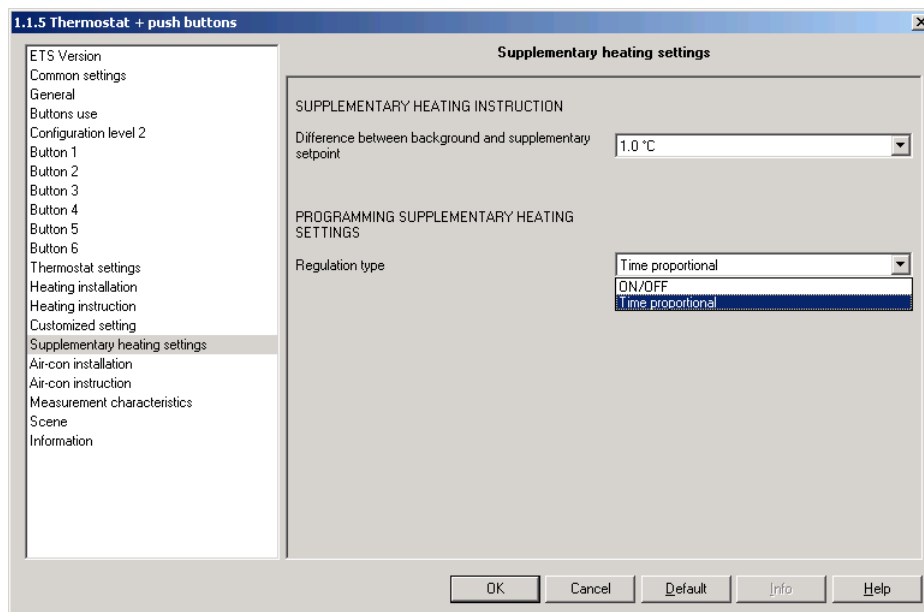 1.1.5 Thermostat + push buttons
ETS Version
Common settings
General
Buttons use
Configuration level 2
Button 1
Button 2
Button 3
Button 4
Button 5
Button 6
Thermostat settings
Heating installation
Heating instruction
Customized setting
Supplementary heating settings
Air-con installation
Air-con instruction
Measurement characteristics
Scene
Information
Supplementary heating settings
SUPPLEMENTARY HEATING INSTRUCTION
Difference between background and supplementary
setpoint
1.0 °C
PROGRAMMING SUPPLEMENTARY HEATING
SETTINGS
Regulation type
Time proportional
ON/OFF
Time proportional
OK
Cancel
Default
Info
Help